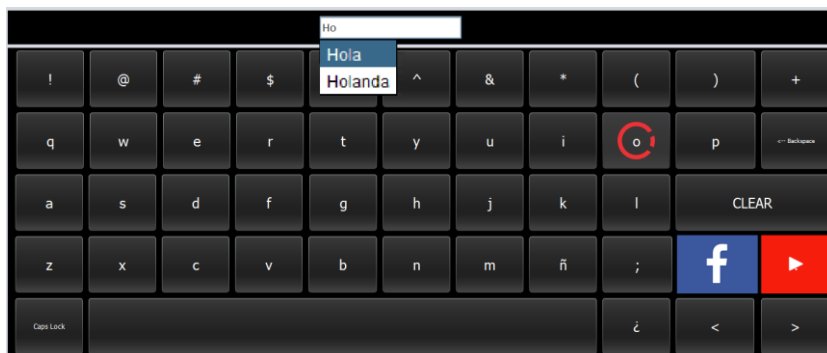 Ho
Hola
Holanda
! @ # $ ^ & * ( ) +
q w e r t y u i o p <-- Backspace
a s d f g h j k l CLEAR
z x c v b n m ñ ; f
Caps Lock ¿ < >